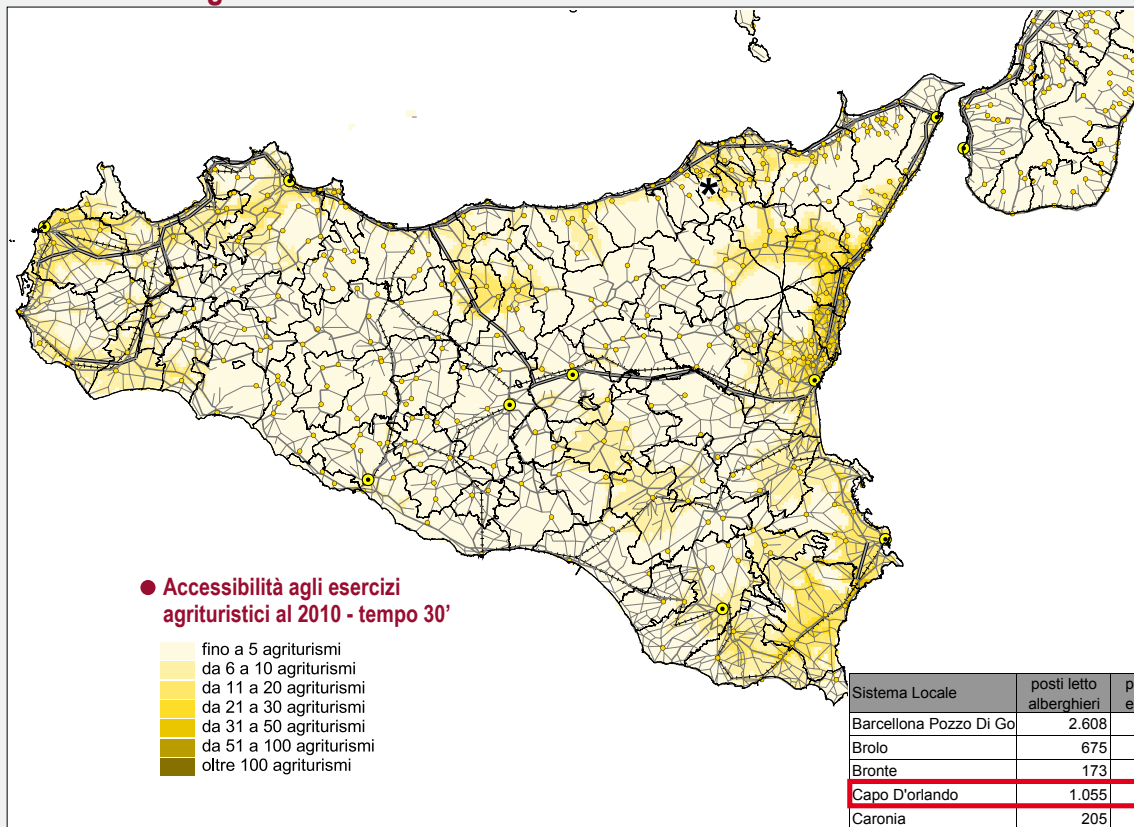 ● Accessibilità agli esercizi
agrituristici al 2010 - tempo 30'
fino a 5 agriturismi
da 6 a 10 agriturismi
da 11 a 20 agriturismi
da 21 a 30 agriturismi
da 31 a 50 agriturismi
da 51 a 100 agriturismi
oltre 100 agriturismi
*
Sistema Locale posti letto alberghieri
Barcellona Pozzo Di Go 2.608
Brolo 675
Bronte 173
Capo D'orlando 1.055
Caronia 205